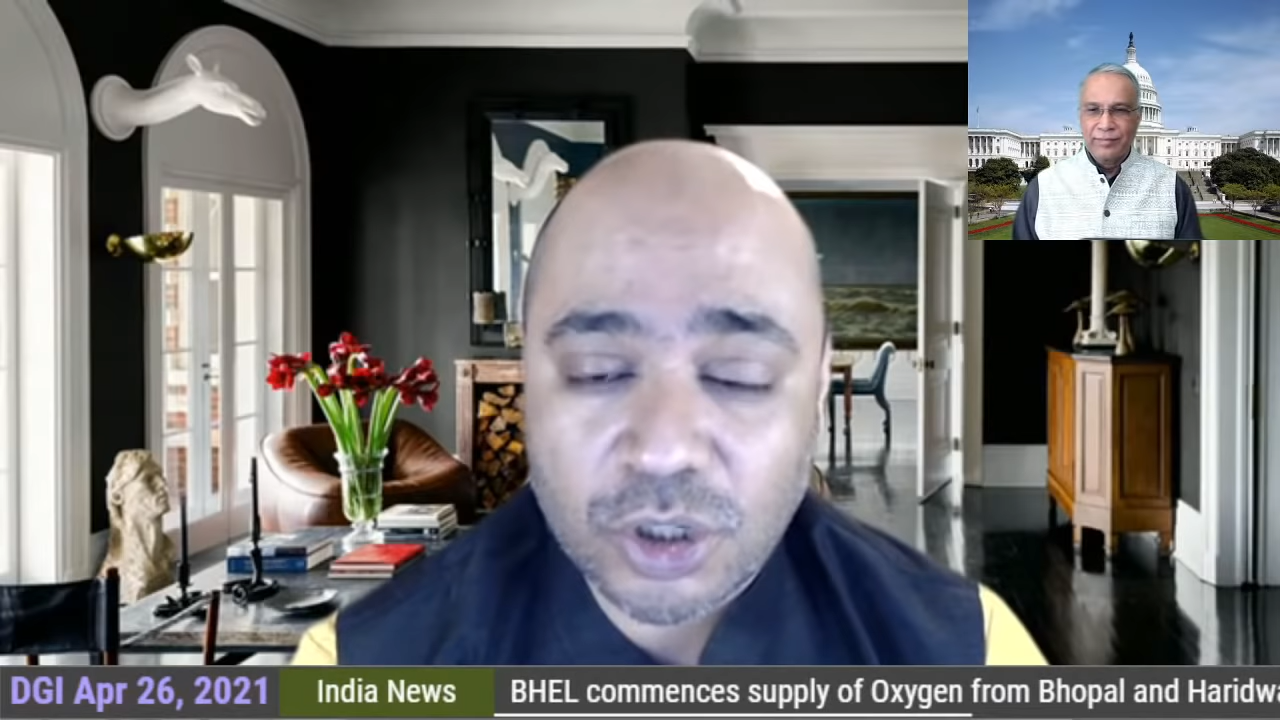 DGI Apr 26, 2021 India News BHEL commences supply of Oxygen from Bhopal and